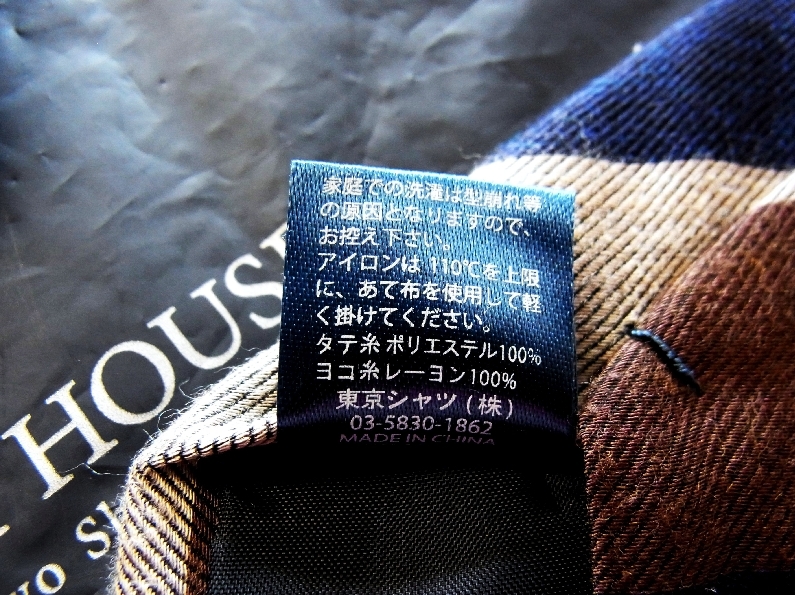 家庭での洗濯は型崩れ等
の原因となりますので、
お控え下さい。
アイロンは 110℃を上限
に、あて布を使用して軽
く掛けてください。
タテ糸 ポリエステル100%
ヨコ糸 レーヨン100%
東京シャツ (株)
03-5830-1862
MADE IN CHINA
HOUS
yo Sh